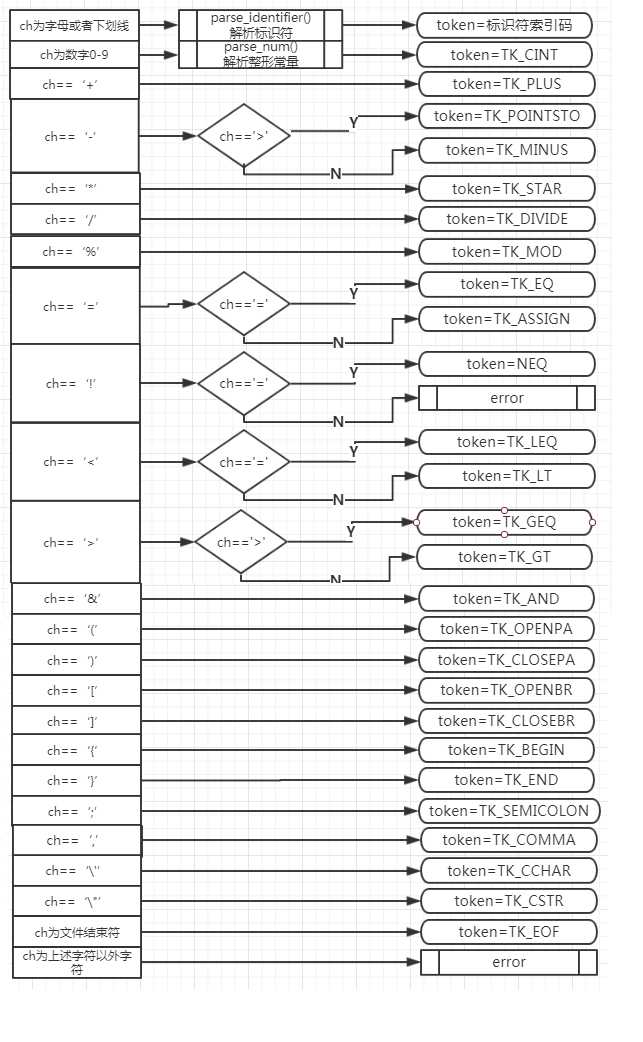 ch为字母或者下划线 parse_identifier() token=标识符索引码
解析标识符
ch为数字0-9 parse_num() token=TK_CINT
解析整形常量
ch== ‘+’ token=TK_PLUS
ch== ‘-’ ch=='>' Y token=TK_POINTSTO
N token=TK_MINUS
ch== ‘*’ token=TK_STAR
ch== ‘/’ token=TK_DIVIDE
ch== ‘%’ token=TK_MOD
ch== ‘=’ ch=='=' Y token=TK_EQ
N token=TK_ASSIGN
ch== ‘!’ ch=='=' Y token=NEQ
N error
ch== ‘<’ ch=='=' Y token=TK_LEQ
N token=TK_LT
ch== ‘>’ ch=='>' Y token=TK_GEQ
N token=TK_GT
ch== ‘&’ token=TK_AND
ch== ‘(’ token=TK_OPENPA
ch== ‘)’ token=TK_CLOSEPA
ch== ‘[’ token=TK_OPENBR
ch== ‘]’ token=TK_CLOSEBR
ch== ‘{’ token=TK_BEGIN
ch== ‘}’ token=TK_END
ch== ‘;’ token=TK_SEMICOLON
ch== ‘,’ token=TK_COMMA
ch== ‘\'’ token=TK_CCHAR
ch== ‘\"’ token=TK_CSTR
ch为文件结束符 token=TK_EOF
ch为上述字符以外字 error
符